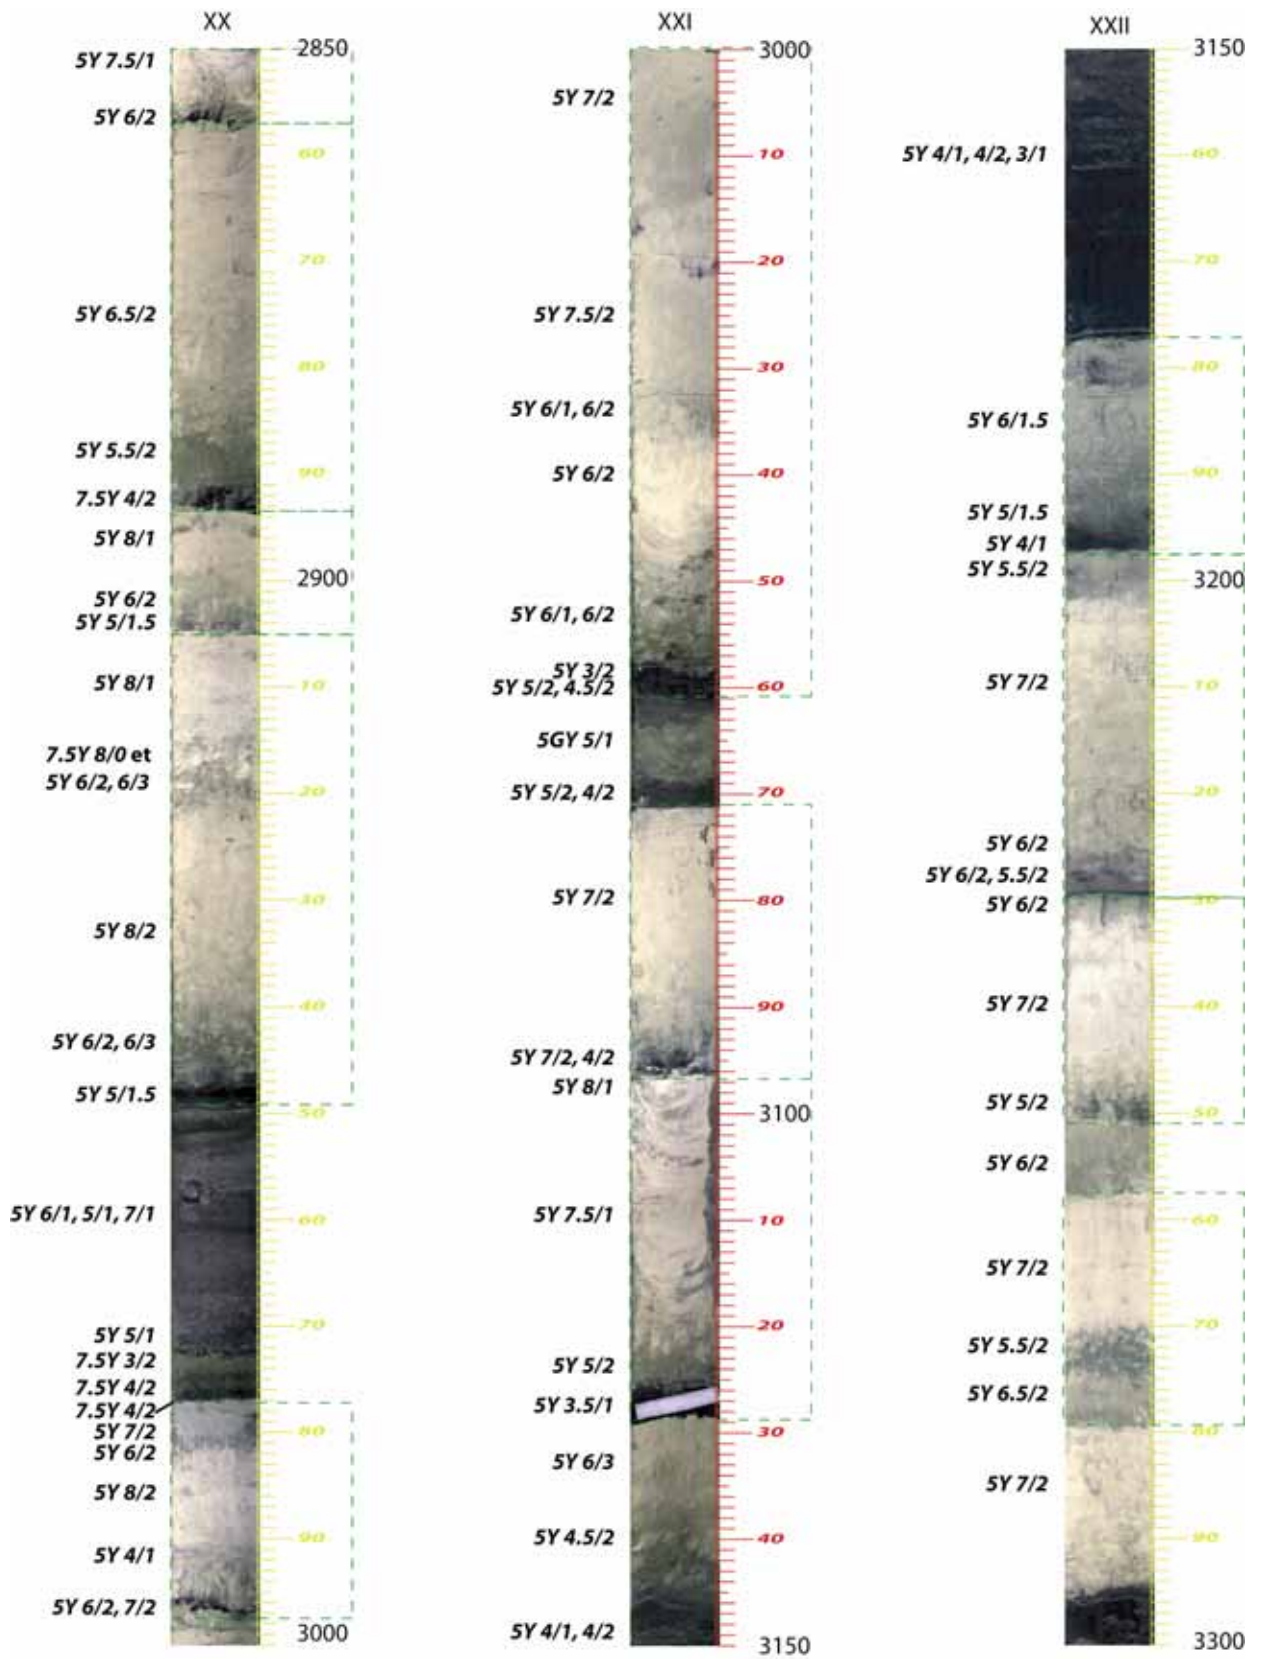 XX
5Y 7.5/1
2850
5Y 6/2
60
70
5Y 6.5/2
80
5Y 5.5/2
90
7.5Y 4/2
5Y 8/1
2900
5Y 6/2
5Y 5/1.5
5Y 8/1
10
7.5Y 8/0 et
5Y 6/2, 6/3
20
30
5Y 8/2
40
5Y 6/2, 6/3
5Y 5/1.5
50
5Y 6/1, 5/1, 7/1
60
70
5Y 5/1
7.5Y 3/2
7.5Y 4/2
7.5Y 4/2
5Y 7/2
80
5Y 6/2
5Y 8/2
90
5Y 4/1
5Y 6/2, 7/2
3000
XXI
3000
5Y 7/2
10
20
5Y 7.5/2
30
5Y 6/1, 6/2
5Y 6/2
40
50
5Y 6/1, 6/2
5Y 3/2
5Y 5/2, 4.5/2
60
5GY 5/1
5Y 5/2, 4/2
70
5Y 7/2
80
90
5Y 7/2, 4/2
5Y 8/1
3100
5Y 7.5/1
10
20
5Y 5/2
5Y 3.5/1
30
5Y 6/3
5Y 4.5/2
40
5Y 4/1, 4/2
3150
XXII
3150
5Y 4/1, 4/2, 3/1
60
70
80
5Y 6/1.5
90
5Y 5/1.5
5Y 4/1
5Y 5.5/2
3200
5Y 7/2
10
20
5Y 6/2
5Y 6/2, 5.5/2
30
5Y 6/2
5Y 7/2
40
5Y 5/2
50
5Y 6/2
60
5Y 7/2
70
5Y 5.5/2
5Y 6.5/2
80
5Y 7/2
90
3300